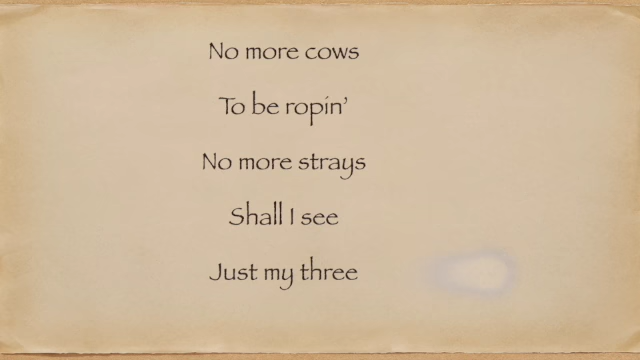 No more cows
To be ropin’
No more strays
Shall I see
Just my three